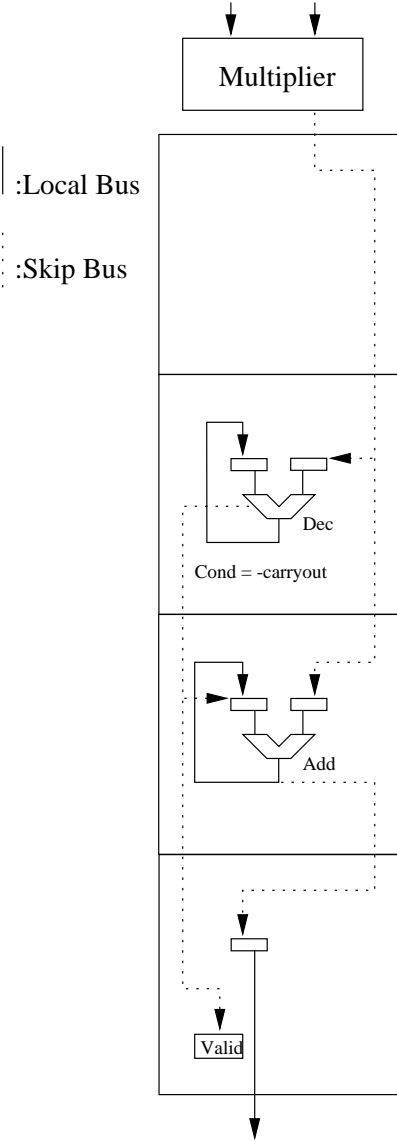 Multiplier
:Local Bus
:Skip Bus
Dec
Cond = -carryout
Add
Valid